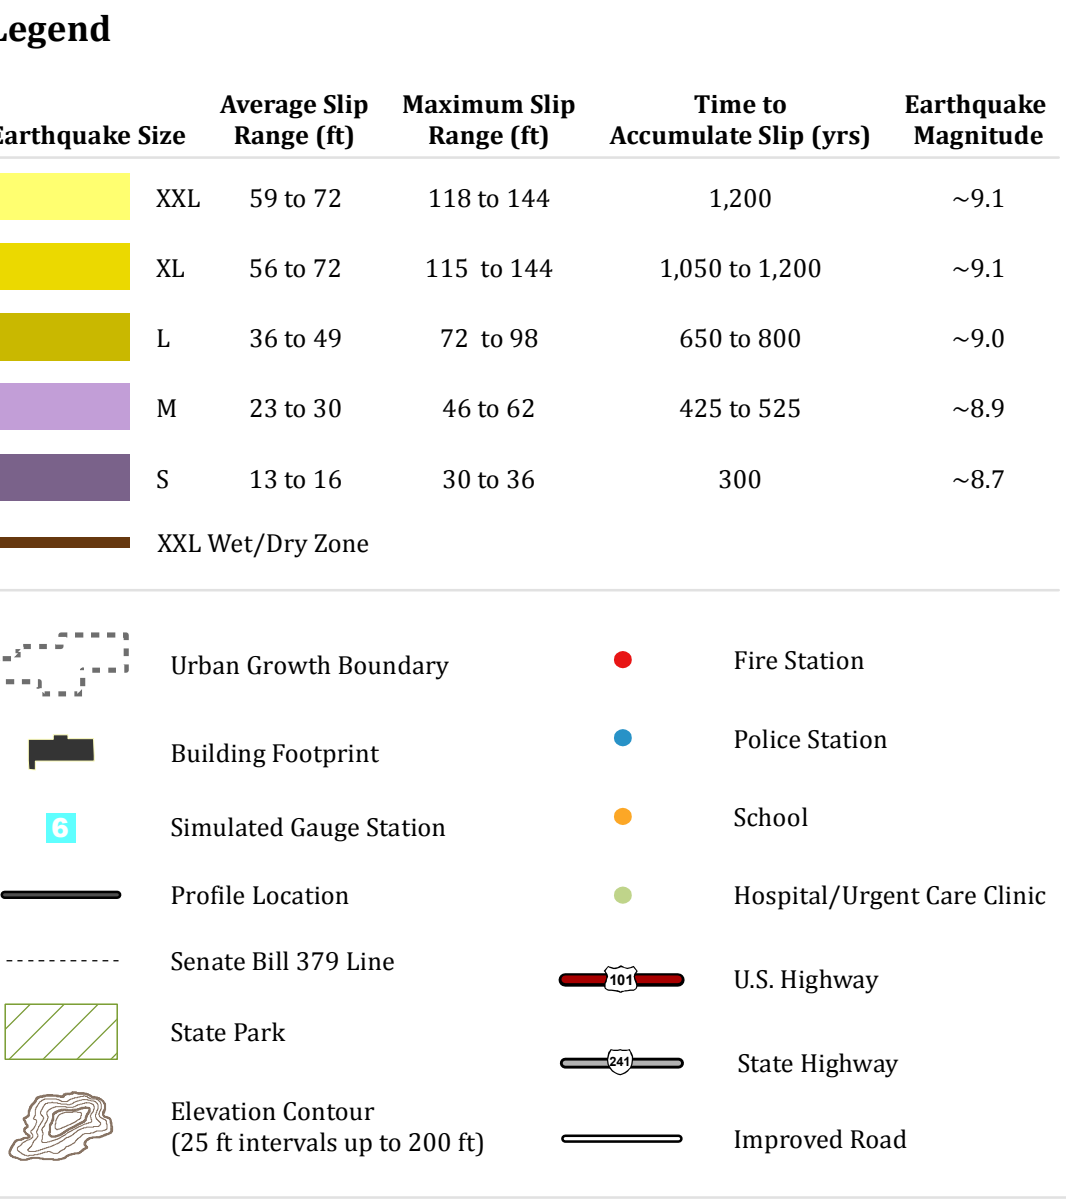 Legend
Earthquake Size
Average Slip
Range (ft)
Maximum Slip
Range (ft)
Time to
Accumulate Slip (yrs)
Earthquake
Magnitude
XXL 59 to 72 118 to 144 1,200 ~9.1
XL 56 to 72 115 to 144 1,050 to 1,200 ~9.1
L 36 to 49 72 to 98 650 to 800 ~9.0
M 23 to 30 46 to 62 425 to 525 ~8.9
S 13 to 16 30 to 36 300 ~8.7
XXL Wet/Dry Zone
Urban Growth Boundary
Building Footprint
6 Simulated Gauge Station
Profile Location
Senate Bill 379 Line
State Park
Elevation Contour
(25 ft intervals up to 200 ft)
Fire Station
Police Station
School
Hospital/Urgent Care Clinic
101 U.S. Highway
241 State Highway
Improved Road